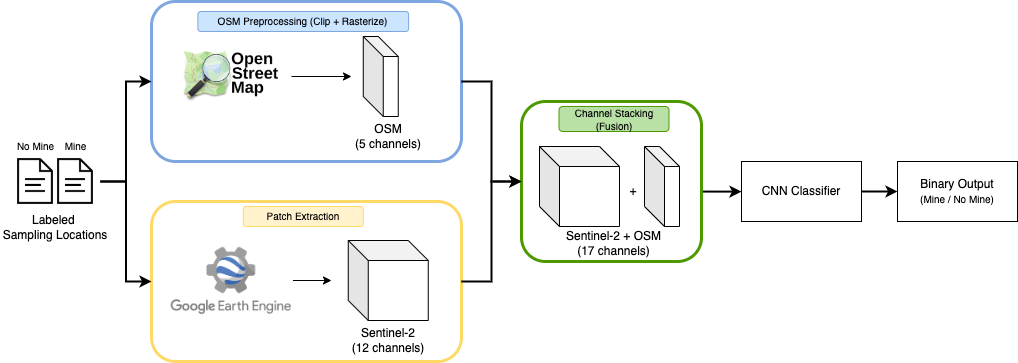 No Mine
Mine
Labeled
Sampling Locations
OSM Preprocessing (Clip + Rasterize)
Open
Street
Map
OSM
(5 channels)
Patch Extraction
Google Earth Engine
Sentinel-2
(12 channels)
Channel Stacking
(Fusion)
+
Sentinel-2 + OSM
(17 channels)
CNN Classifier
Binary Output
(Mine / No Mine)